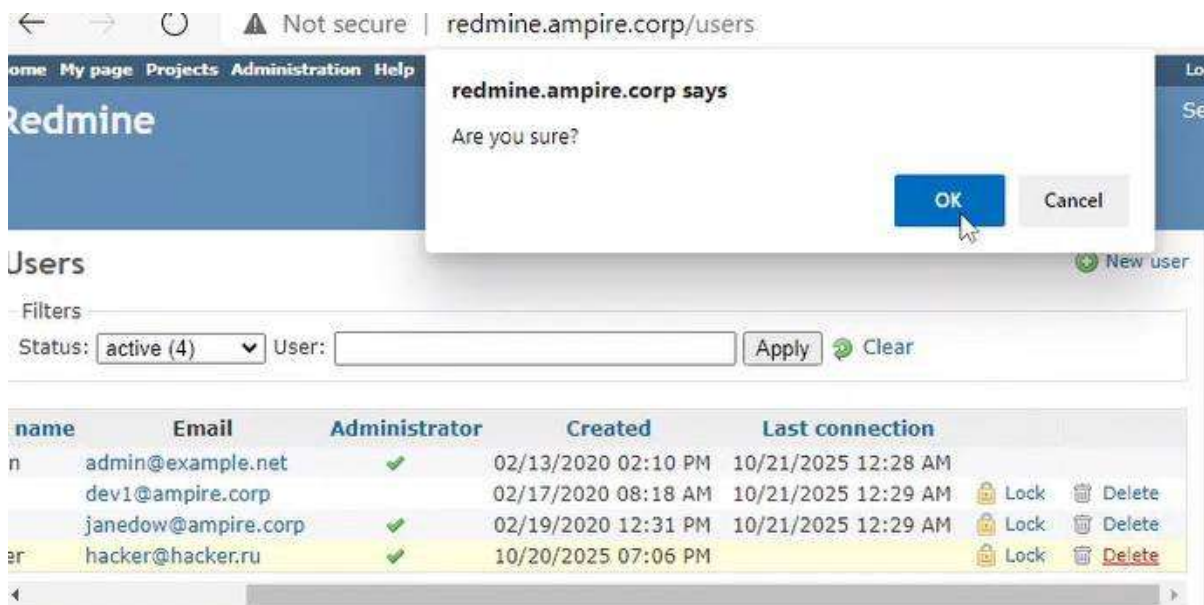 Not secure | redmine.ampire.corp/users
ome My page Projects Administration Help
Lo
redmine.ampire.corp says
Redmine
Se
Are you sure?
OK Cancel
Users
New user
Filters
Status: active (4) User: Apply Clear
name Email Administrator Created Last connection
n admin@example.net 02/13/2020 02:10 PM 10/21/2025 12:28 AM
dev1@ampire.corp 02/17/2020 08:18 AM 10/21/2025 12:29 AM Lock Delete
janedow@ampire.corp 02/19/2020 12:31 PM 10/21/2025 12:29 AM Lock Delete
er hacker@hacker.ru 10/20/2025 07:06 PM Lock Delete